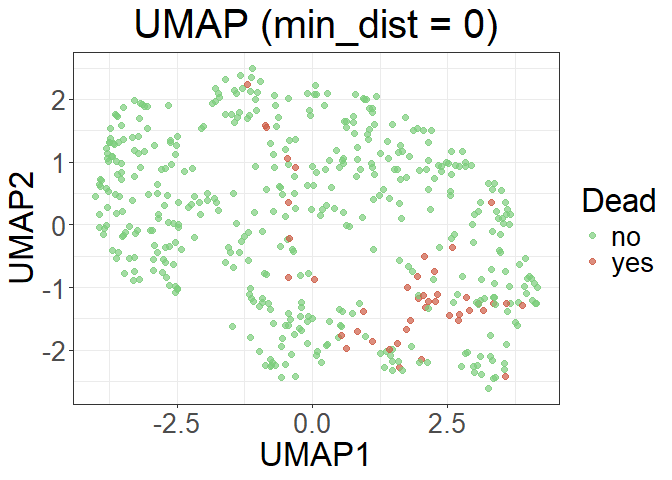 UMAP (min_dist = 0)
2
1
0
-1
-2
UMAP2
-2.5 0.0 2.5
UMAP1
Dead
no
yes